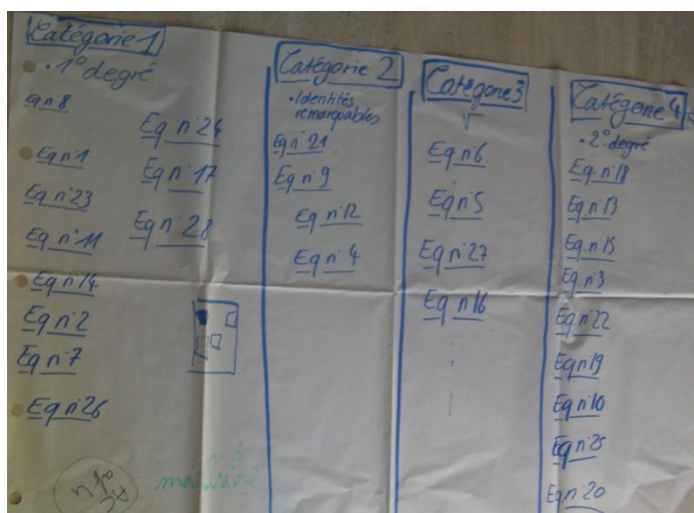 Catégorie 1
• 1° degré
Eq n°8
Eq n°1
Eq n°23
Eq n°11
Eq n°14
Eq n°2
Eq n°7
Eq n°26
Eq n°24
Eq n°17
Eq n°28
Catégorie 2
• Identités
remarquables
Eq n°21
Eq n°9
Eq n°12
Eq n°4
Catégorie 3
√
Eq n°6
Eq n°5
Eq n°27
Eq n°16
Catégorie 4
• 2° degré
Eq n°18
Eq n°13
Eq n°15
Eq n°3
Eq n°22
Eq n°19
Eq n°10
Eq n°25
Eq n°20